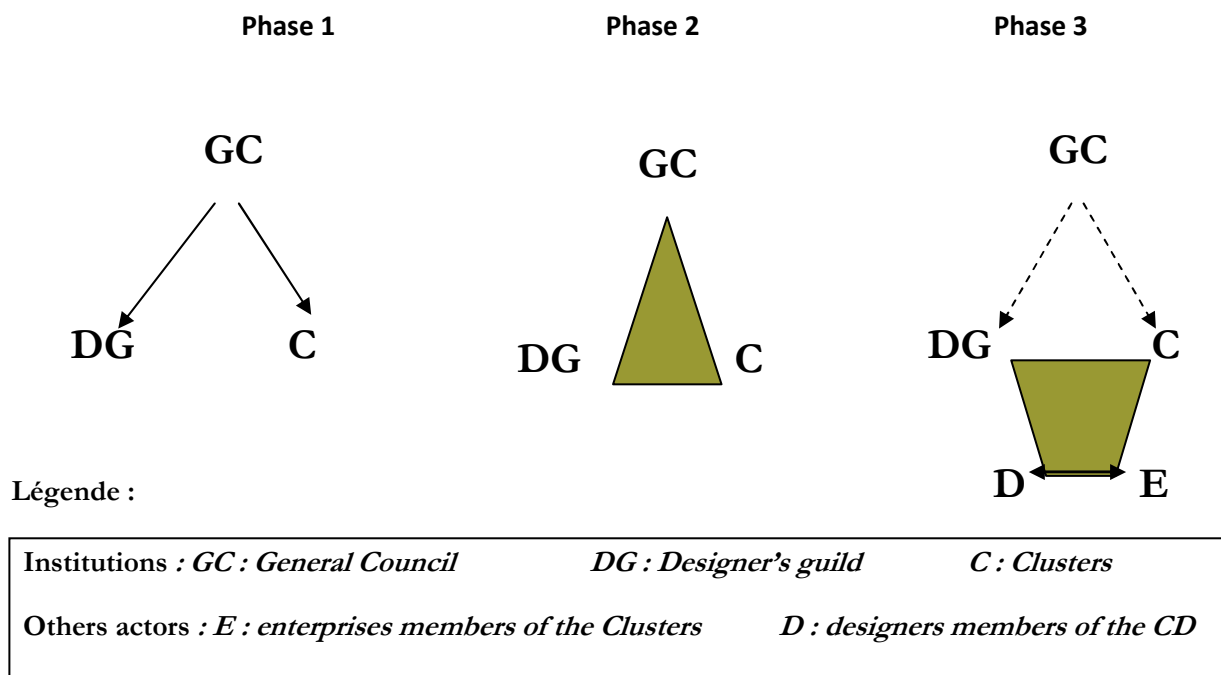 Phase 1 Phase 2 Phase 3
GC GC GC
DG C DG C DG C
D E
Légende :
Institutions : GC : General Council DG : Designer's guild C : Clusters
Others actors : E : enterprises members of the Clusters D : designers members of the CD